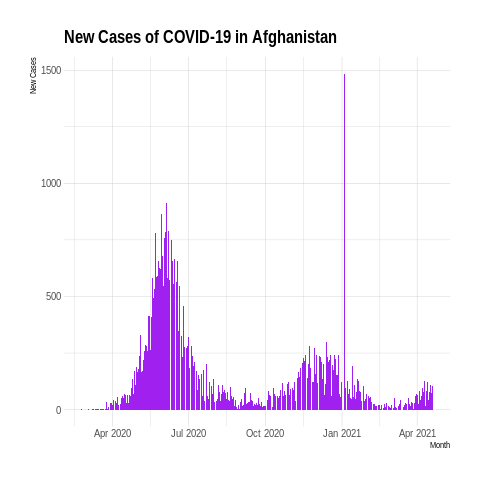 New Cases of COVID-19 in Afghanistan
New Cases
1500
1000
500
0
Apr 2020 Jul 2020 Oct 2020 Jan 2021 Apr 2021
Month